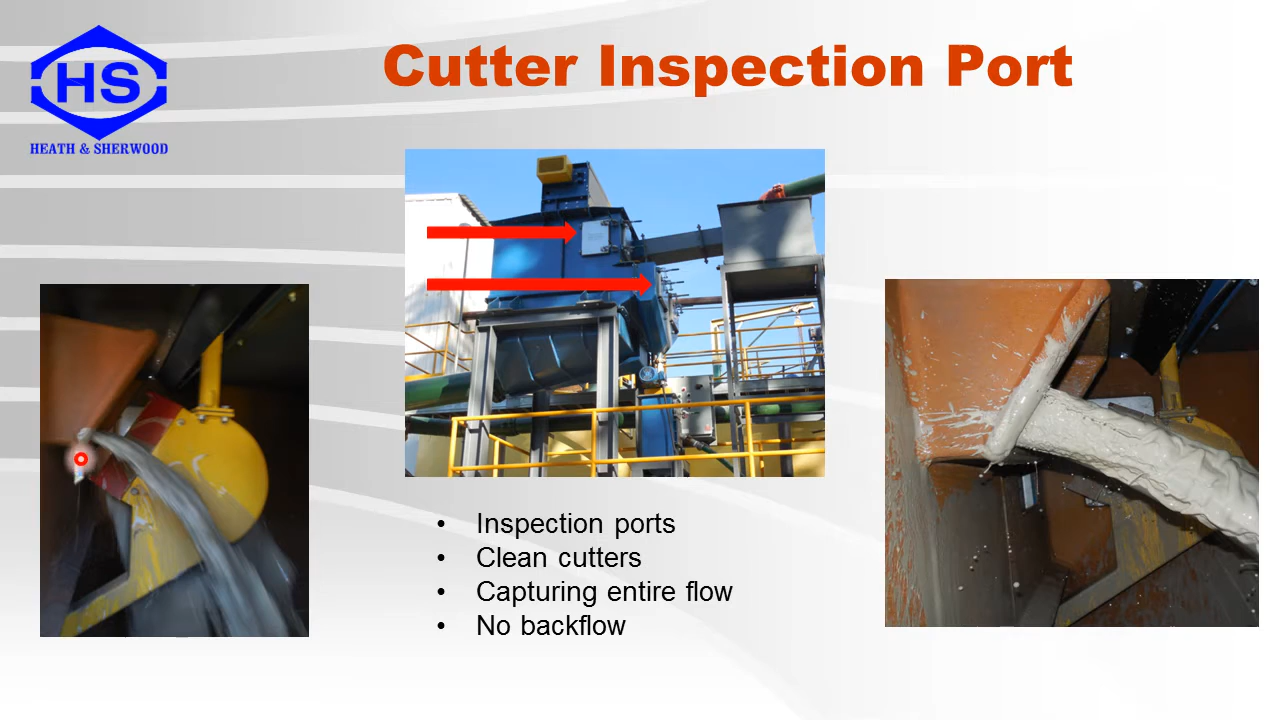 HS
HEATH & SHERWOOD
Cutter Inspection Port
• Inspection ports
• Clean cutters
• Capturing entire flow
• No backflow